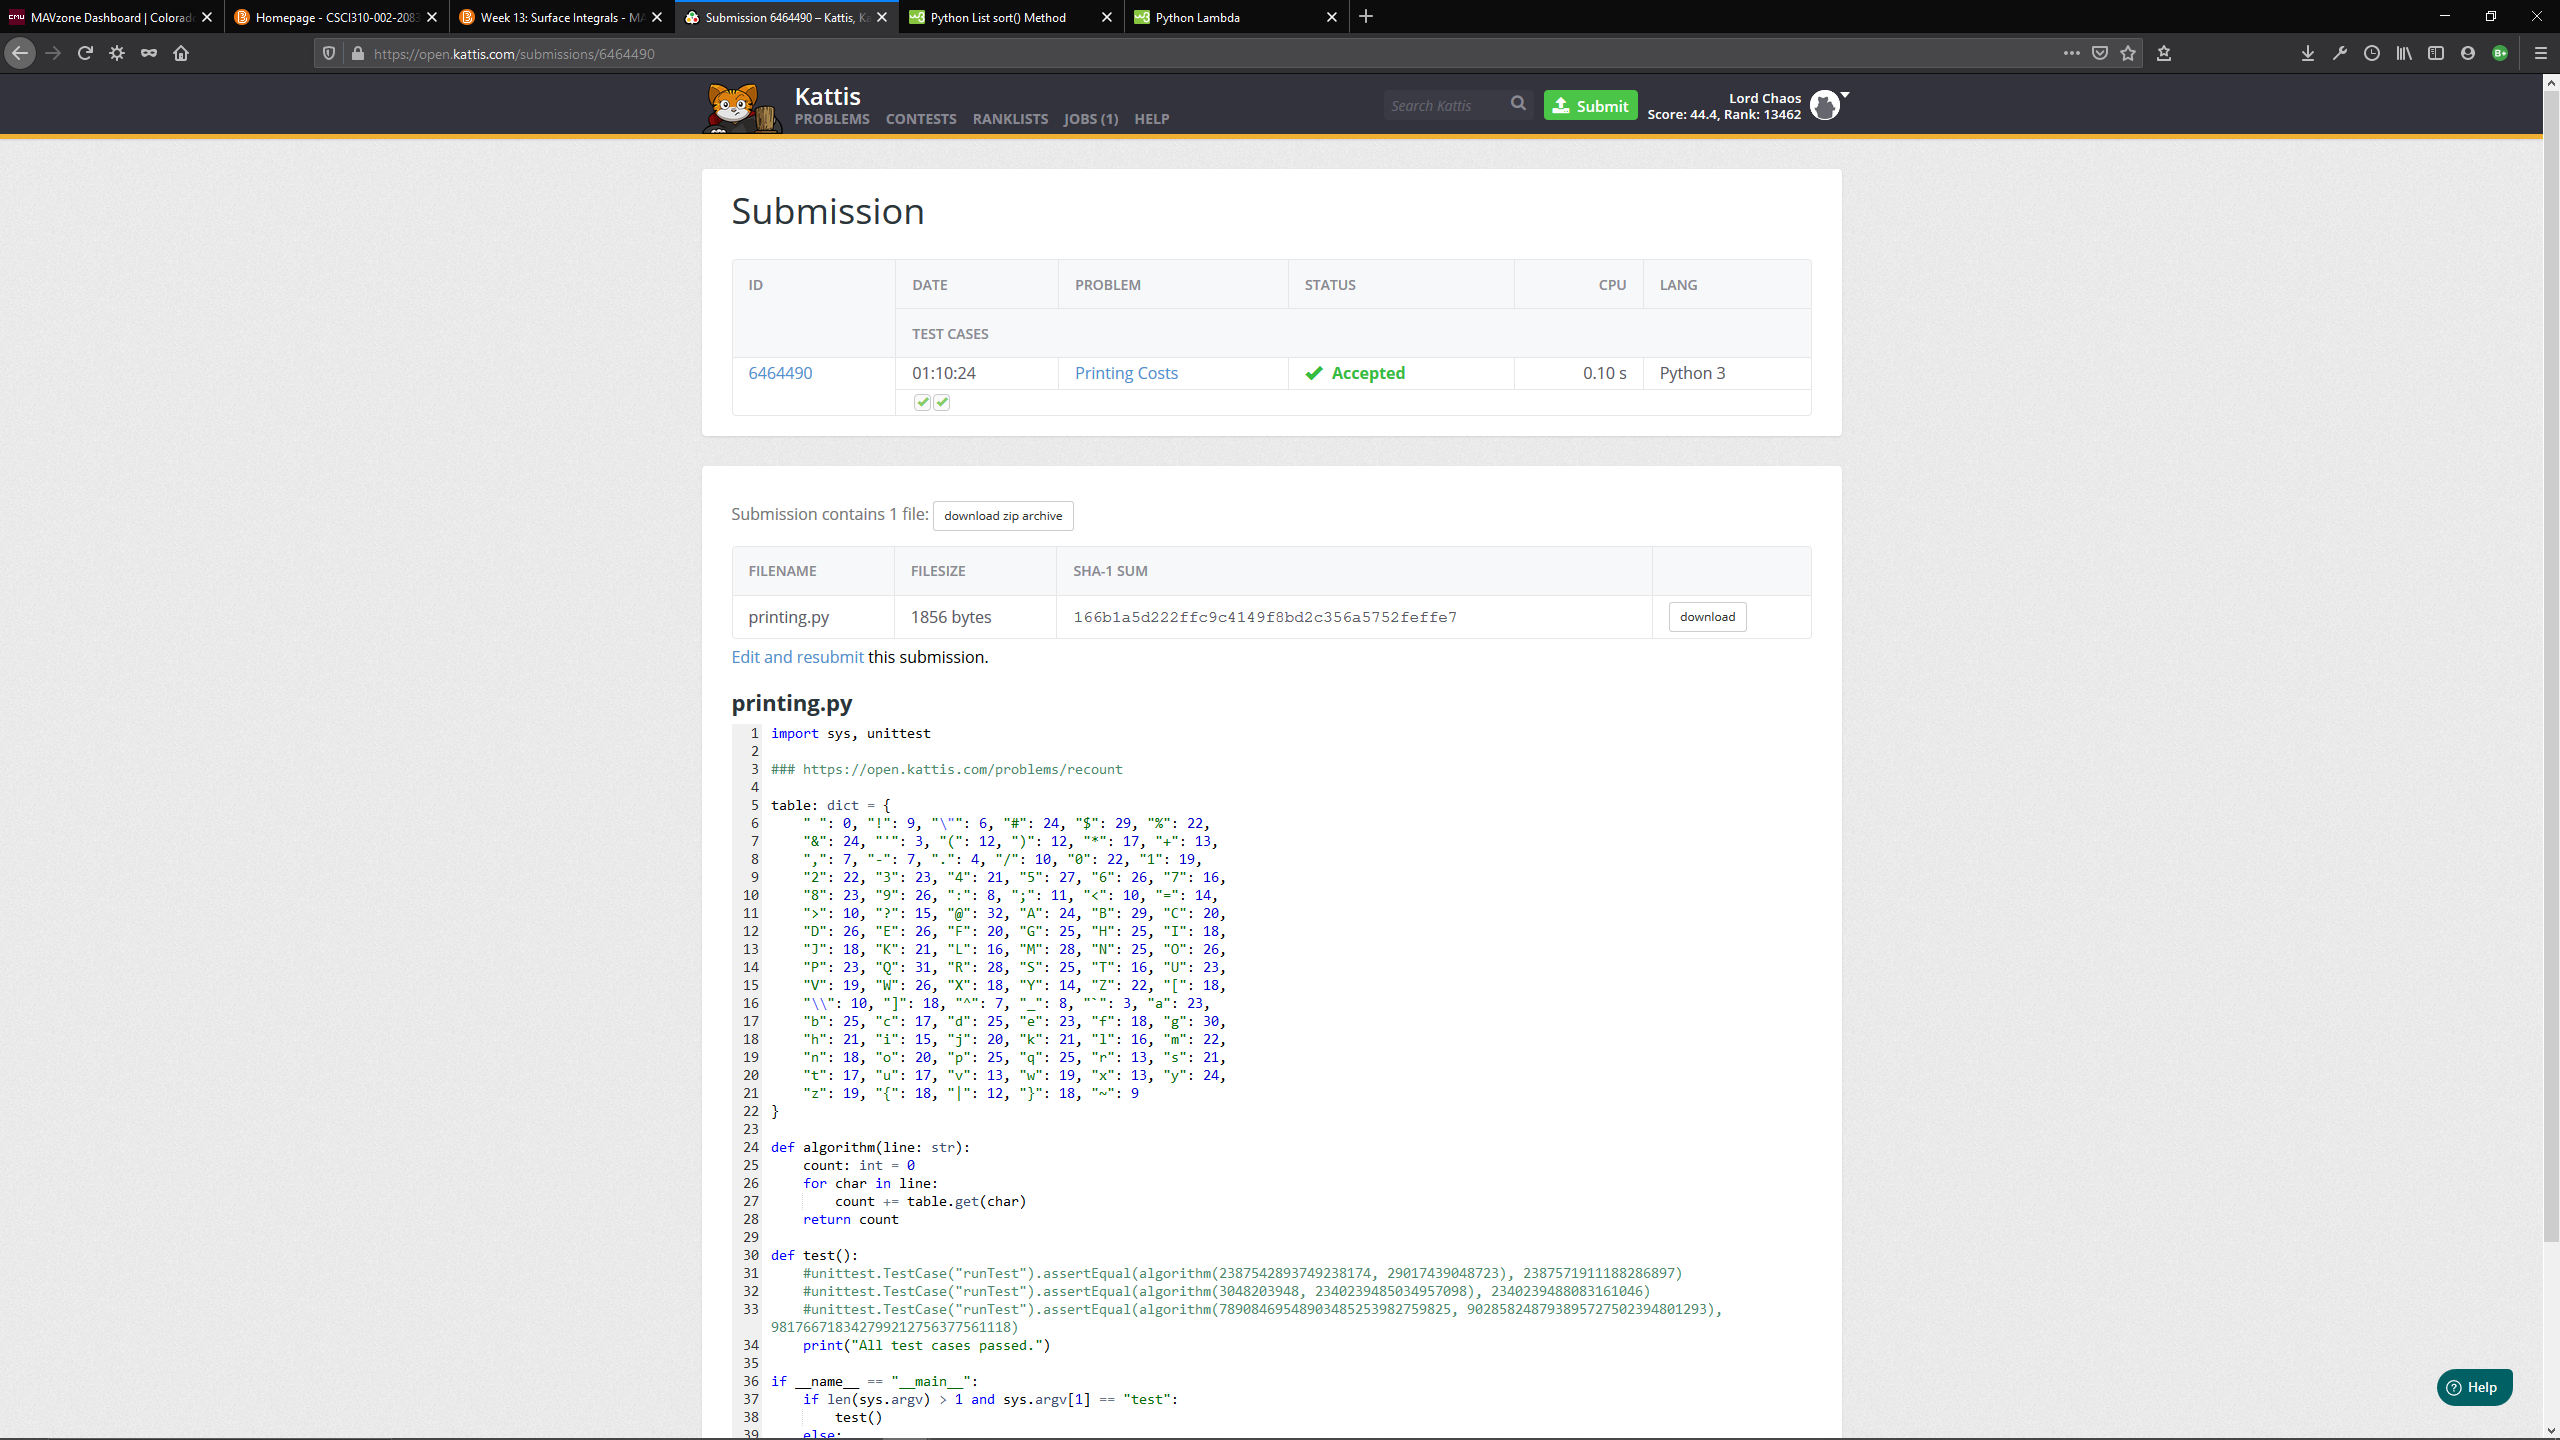 MAVzone Dashboard | Colorad
Homepage - CSCI310-002-2083
Week 13: Surface Integrals - MA
Submission 6464490 – Kattis, Ka
Python List sort() Method
Python Lambda
https://open.kattis.com/submissions/6464490
Kattis
PROBLEMS CONTESTS RANKLISTS JOBS (1) HELP
Search Kattis
Submit
Lord Chaos
Score: 44.4, Rank: 13462
Submission
ID DATE PROBLEM STATUS CPU LANG
TEST CASES
6464490 01:10:24 Printing Costs Accepted 0.10 s Python 3
Submission contains 1 file: download zip archive
FILENAME FILESIZE SHA-1 SUM
printing.py 1856 bytes 166b1a5d222ffc9c4149f8bd2c356a5752feffe7 download
Edit and resubmit this submission.
printing.py
1 import sys, unittest
2
3 ### https://open.kattis.com/problems/recount
4
5 table: dict = {
6     " ": 0, "!": 9, "\"": 6, "#": 24, "$": 29, "%": 22,
7     "&": 24, "'": 3, "(": 12, ")": 12, "*": 17, "+": 13,
8     ",": 7, "-": 7, ".": 4, "/": 10, "0": 22, "1": 19,
9     "2": 22, "3": 23, "4": 21, "5": 27, "6": 26, "7": 16,
10     "8": 23, "9": 26, ":": 8, ";": 11, "<": 10, "=": 14,
11     ">": 10, "?": 15, "@": 32, "A": 24, "B": 29, "C": 20,
12     "D": 26, "E": 26, "F": 20, "G": 25, "H": 25, "I": 18,
13     "J": 18, "K": 21, "L": 16, "M": 28, "N": 25, "O": 26,
14     "P": 23, "Q": 31, "R": 28, "S": 25, "T": 16, "U": 23,
15     "V": 19, "W": 26, "X": 18, "Y": 14, "Z": 22, "[": 18,
16     "\\": 10, "]": 18, "^": 7, "_": 8, "`": 3, "a": 23,
17     "b": 25, "c": 17, "d": 25, "e": 23, "f": 18, "g": 30,
18     "h": 21, "i": 15, "j": 20, "k": 21, "l": 16, "m": 22,
19     "n": 18, "o": 20, "p": 25, "q": 25, "r": 13, "s": 21,
20     "t": 17, "u": 17, "v": 13, "w": 19, "x": 13, "y": 24,
21     "z": 19, "{": 18, "|": 12, "}": 18, "~": 9
22 }
23
24 def algorithm(line: str):
25     count: int = 0
26     for char in line:
27         count += table.get(char)
28     return count
29
30 def test():
31     #unittest.TestCase("runTest").assertEqual(algorithm(2387542893749238174, 29017439048723), 2387571911188286897)
32     #unittest.TestCase("runTest").assertEqual(algorithm(3048203948, 2340239485034957098), 2340239488083161046)
33     #unittest.TestCase("runTest").assertEqual(algorithm(78908469548903485253982759825, 9028582487938957275023948​01293),
981766718342799212756377561118)
34     print("All test cases passed.")
35
36 if __name__ == "__main__":
37     if len(sys.argv) > 1 and sys.argv[1] == "test":
38         test()
39     else:
Help